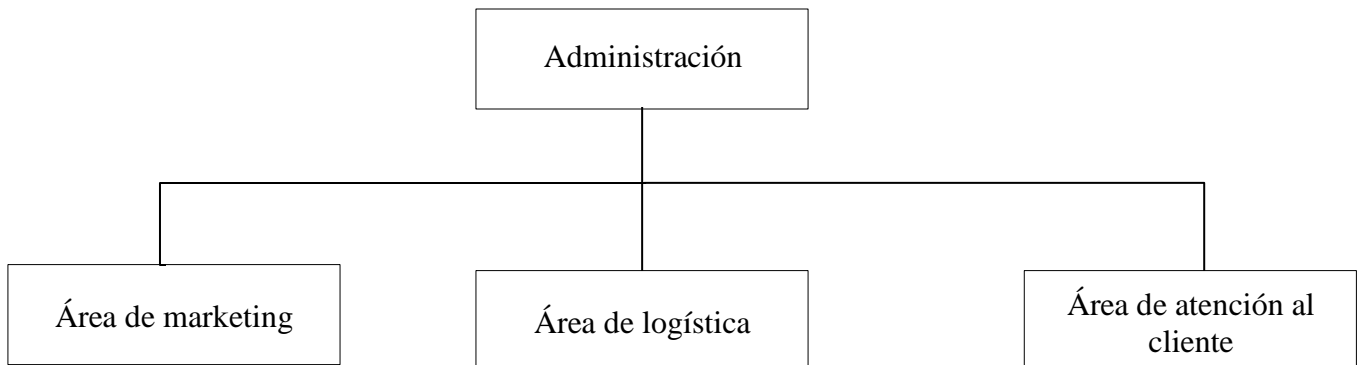 Administración
Área de marketing
Área de logística
Área de atención al
cliente